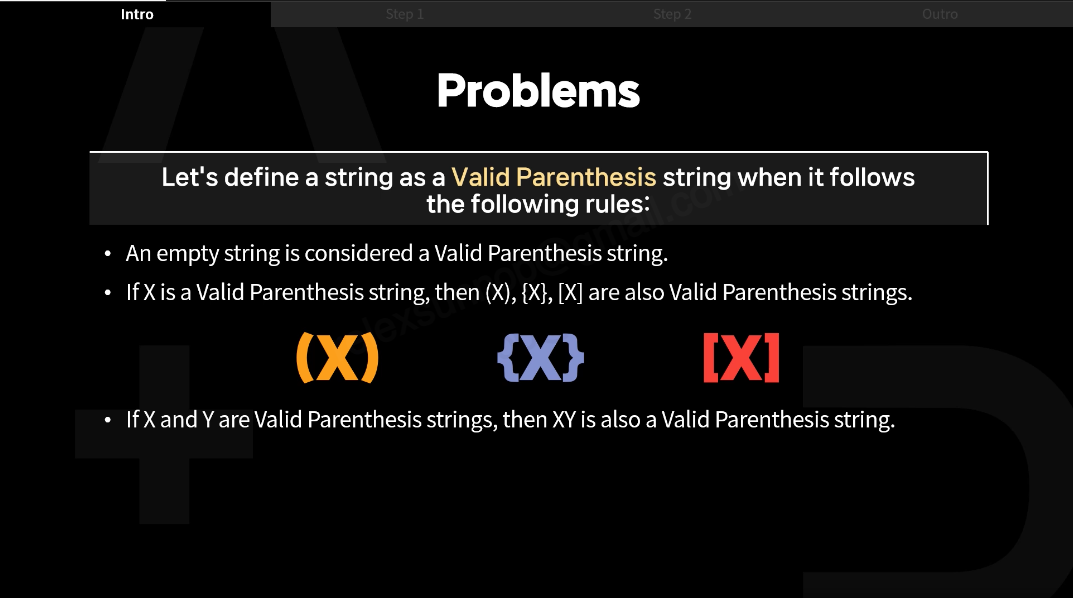 Intro
Step 1
Step 2
Outro
Problems
Let's define a string as a Valid Parenthesis string when it follows
the following rules:
• An empty string is considered a Valid Parenthesis string.
• If X is a Valid Parenthesis string, then (X), {X}, [X] are also Valid Parenthesis strings.
(X) {X} [X]
• If X and Y are Valid Parenthesis strings, then XY is also a Valid Parenthesis string.